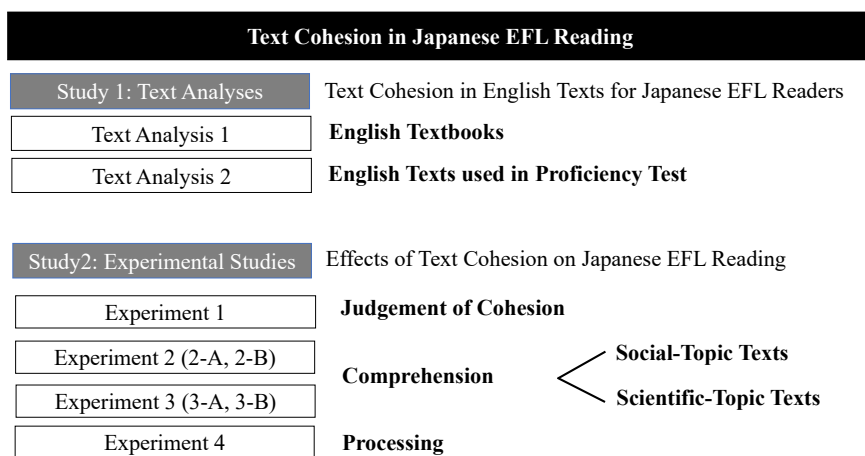 Text Cohesion in Japanese EFL Reading
Study 1: Text Analyses Text Cohesion in English Texts for Japanese EFL Readers
Text Analysis 1 English Textbooks
Text Analysis 2 English Texts used in Proficiency Test
Study2: Experimental Studies Effects of Text Cohesion on Japanese EFL Reading
Experiment 1 Judgement of Cohesion
Experiment 2 (2-A, 2-B) Social-Topic Texts
Comprehension
Experiment 3 (3-A, 3-B) Scientific-Topic Texts
Experiment 4 Processing